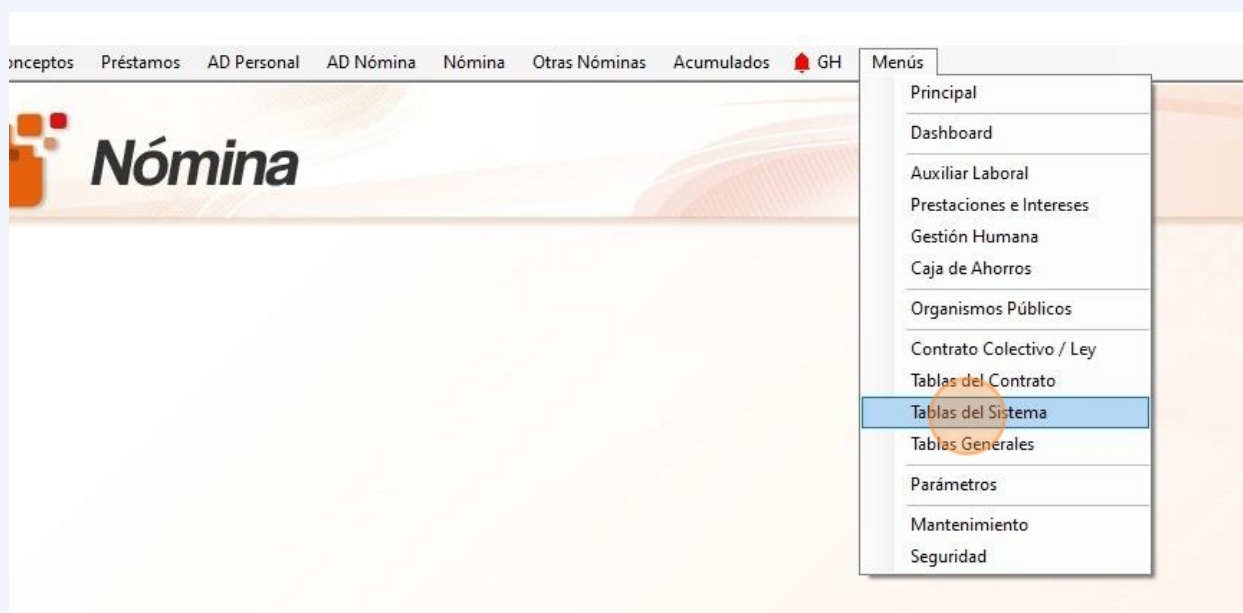 onceptos Préstamos AD Personal AD Nómina Nómina Otras Nóminas Acumulados GH Menús
Nómina
Principal
Dashboard
Auxiliar Laboral
Prestaciones e Intereses
Gestión Humana
Caja de Ahorros
Organismos Públicos
Contrato Colectivo / Ley
Tablas del Contrato
Tablas del Sistema
Tablas Generales
Parámetros
Mantenimiento
Seguridad